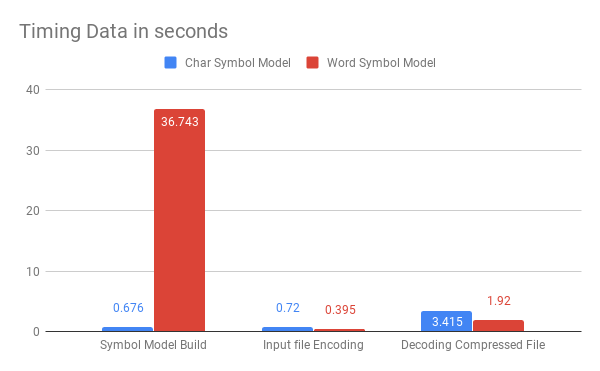 Timing Data in seconds
Char Symbol Model Word Symbol Model
40
36.743
30
20
10
0.676 0.72 0.395 1.92
3.415
0
Symbol Model Build Input file Encoding Decoding Compressed File